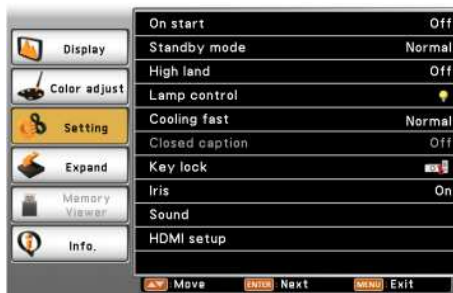 Display
Color adjust
Setting
Expand
Memory
Viewer
Info.
On start Off
Standby mode Normal
High land Off
Lamp control
Cooling fast Normal
Closed caption Off
Key lock
Iris On
Sound
HDMI setup
Move ENTER Next MENU Exit